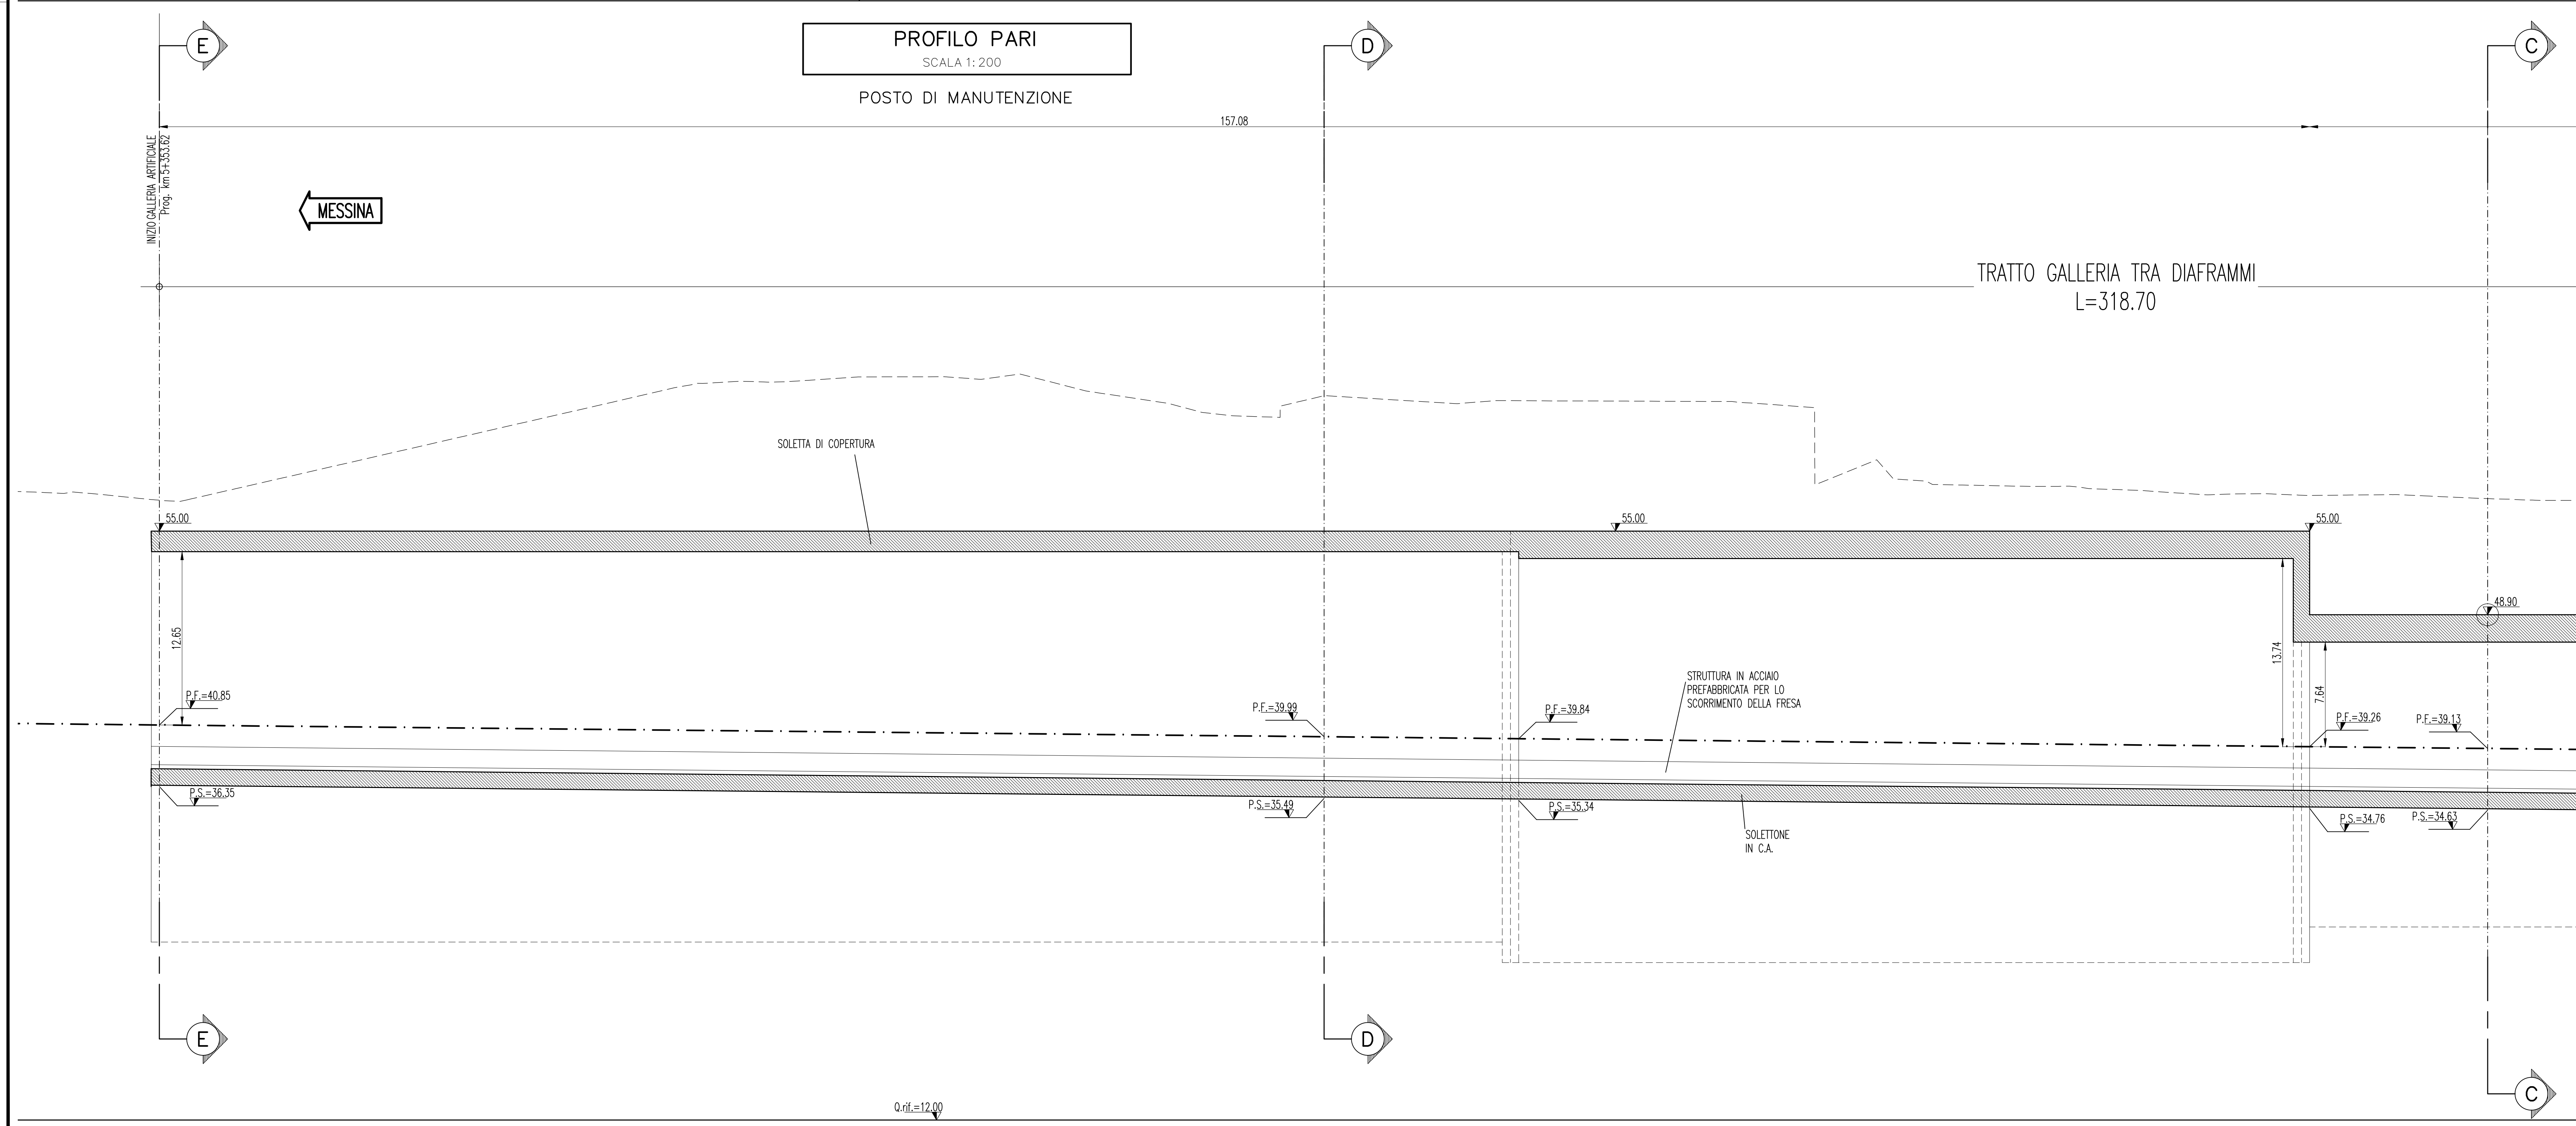 E
PROFILO PARI
SCALA 1:200
D
C
POSTO DI MANUTENZIONE
157.08
INIZIO GALLERIA ARTIFICIALE
Prog. km 5+353.62
MESSINA
TRATTO GALLERIA TRA DIAFRAMMI
L=318.70
SOLETTA DI COPERTURA
55.00
55.00
55.00
48.90
12.65
13.74
7.64
STRUTTURA IN ACCIAIO
PREFABBRICATA PER LO
SCORRIMENTO DELLA FRESA
P.F.=40.85
P.F.=39.99
P.F.=39.84
P.F.=39.26
P.F.=39.13
P.S.=36.35
P.S.=35.49
P.S.=35.34
P.S.=34.76
P.S.=34.63
SOLETTONE
IN C.A.
E
D
C
Q.rif.=12.00